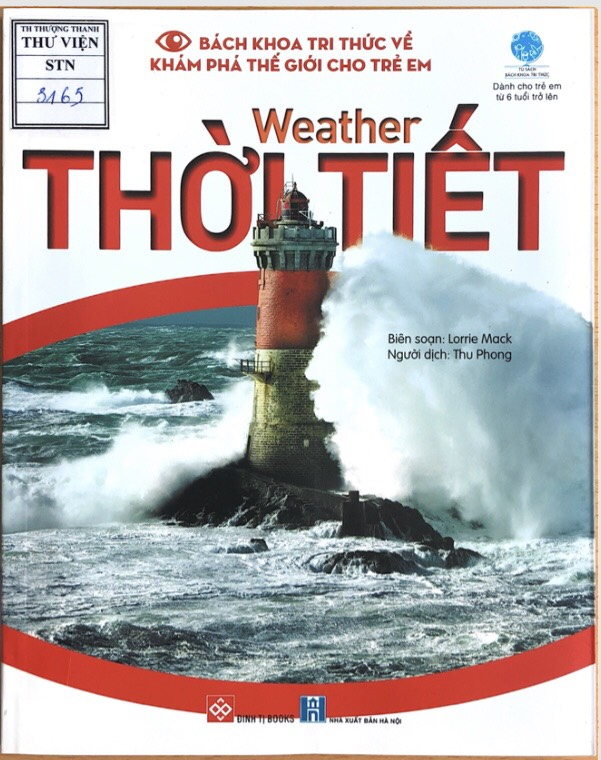 TH THƯỢNG THANH
THƯ VIỆN
STN
3165
BÁCH KHOA TRI THỨC VỀ
KHÁM PHÁ THẾ GIỚI CHO TRẺ EM
TỦ SÁCH
BÁCH KHOA TRI THỨC
Dành cho trẻ em
từ 6 tuổi trở lên
Weather
THỜI TIẾT
Biên soạn: Lorrie Mack
Người dịch: Thu Phong
ĐINH TỊ BOOKS
NHÀ XUẤT BẢN HÀ NỘI